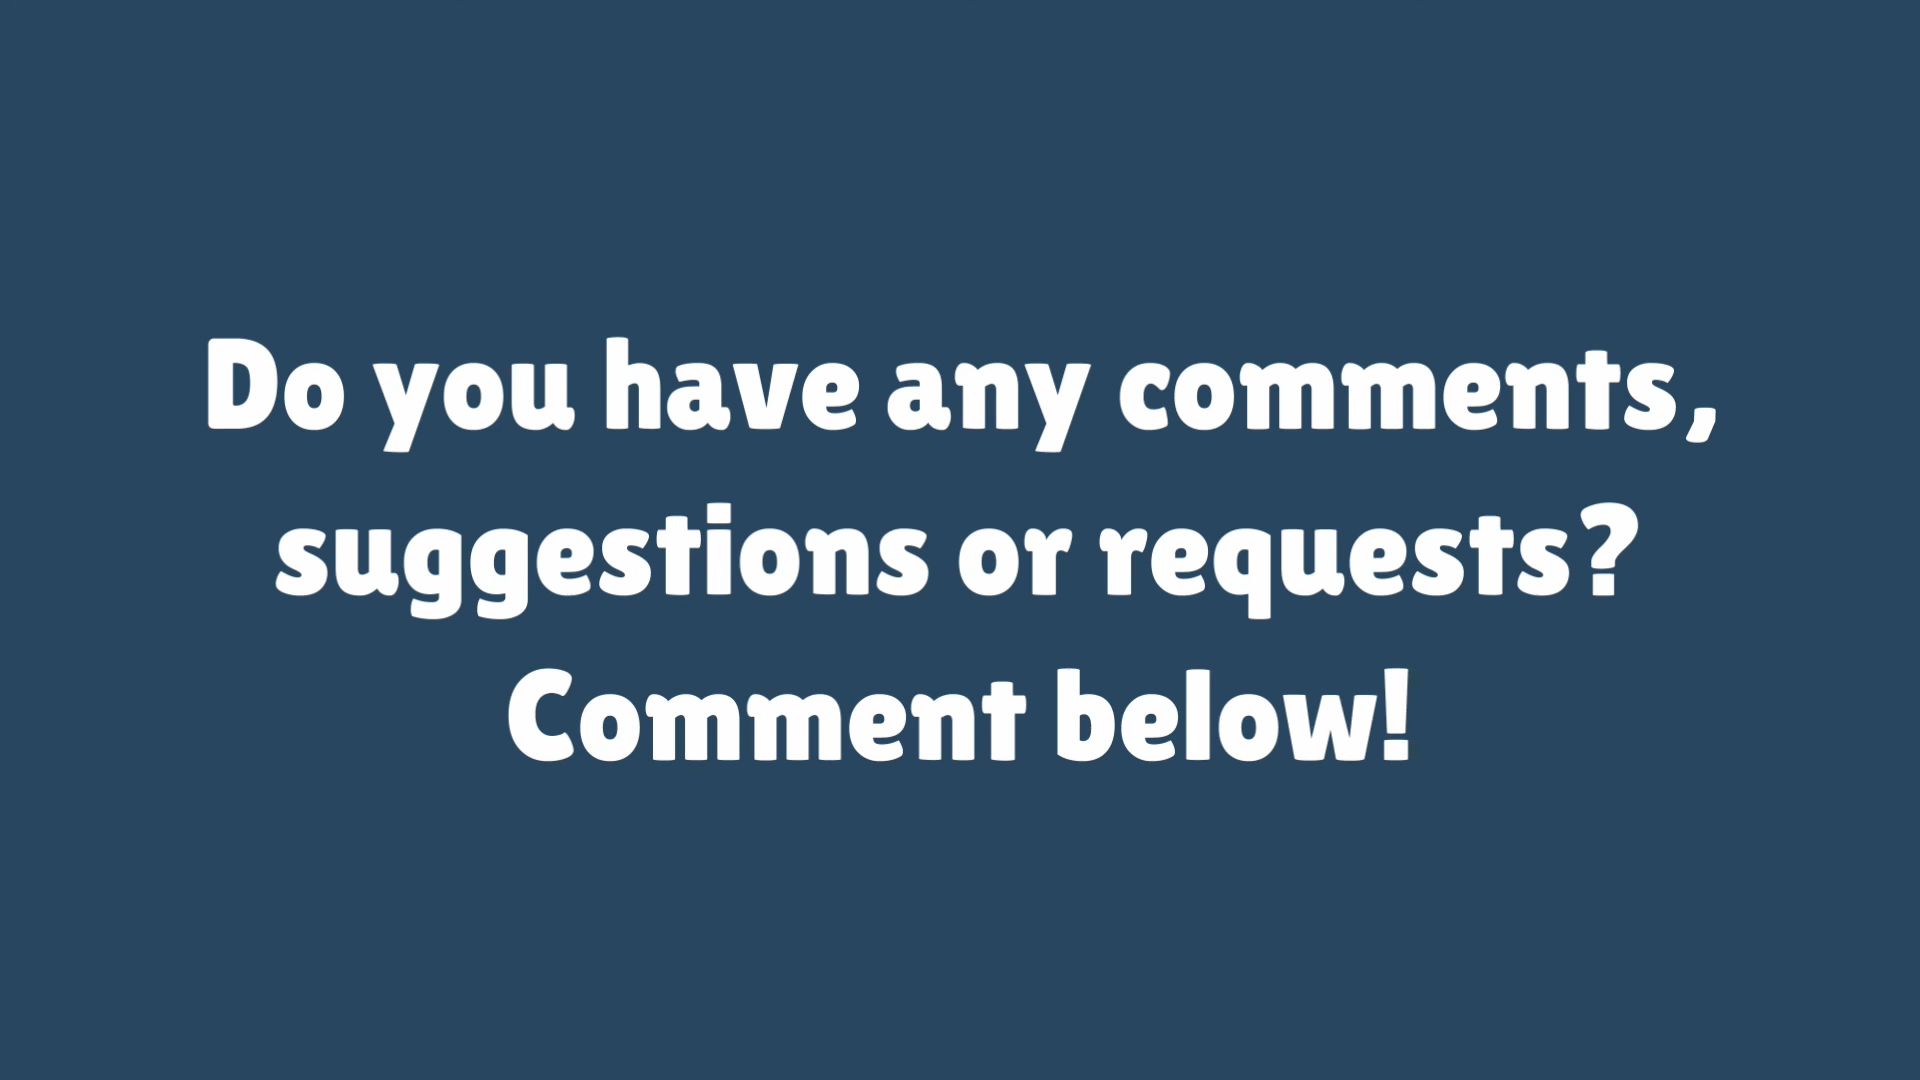 Do you have any comments,
suggestions or requests?
Comment below!